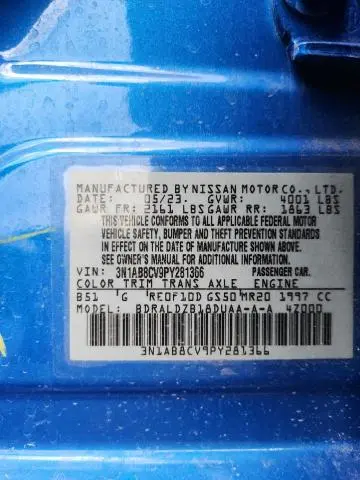 MANUFACTURED BY NISSAN MOTOR CO., LTD.
DATE: 05/23. GVWR: 4001 LBS
GAWR FR: 2161 LBS GAWR RR: 1863 LBS
THIS VEHICLE CONFORMS TO ALL APPLICABLE FEDERAL MOTOR
VEHICLE SAFETY, BUMPER, AND THEFT PREVENTION STANDARDS
IN EFFECT ON THE DATE OF MANUFACTURE SHOWN ABOVE.
SEE OWNER'S MANUAL FOR ADDITIONAL INFORMATION.
VIN: 3N1AB8CV9PY281366 PASSENGER CAR.
COLOR TRIM TRANS AXLE ENGINE
B51 G RE0F10D GS50 MR20 1997 CC
MODEL: BDRALDZB18DUAA-A-A 4Z000
3N1AB8CV9PY281366